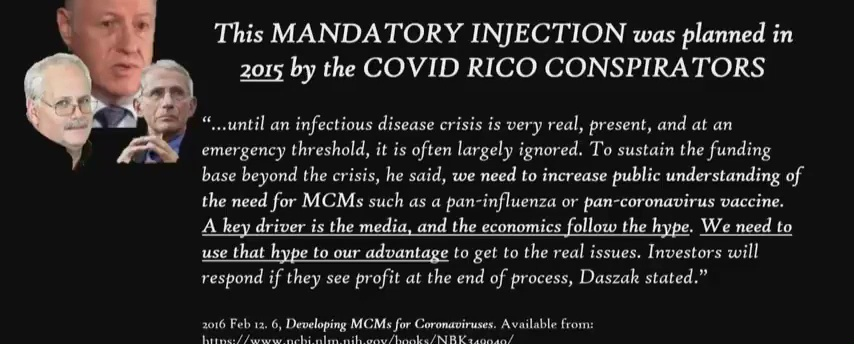 This MANDATORY INJECTION was planned in
2015 by the COVID RICO CONSPIRATORS
“...until an infectious disease crisis is very real, present, and at an
emergency threshold, it is often largely ignored. To sustain the funding
base beyond the crisis, he said, we need to increase public understanding of
the need for MCMs such as a pan-influenza or pan-coronavirus vaccine.
A key driver is the media, and the economics follow the hype. We need to
use that hype to our advantage to get to the real issues. Investors will
respond if they see profit at the end of process, Daszak stated.”
2016 Feb 12. 6, Developing MCMs for Coronaviruses. Available from:
https://www.ncbi.nlm.nih.gov/books/NBK349040/